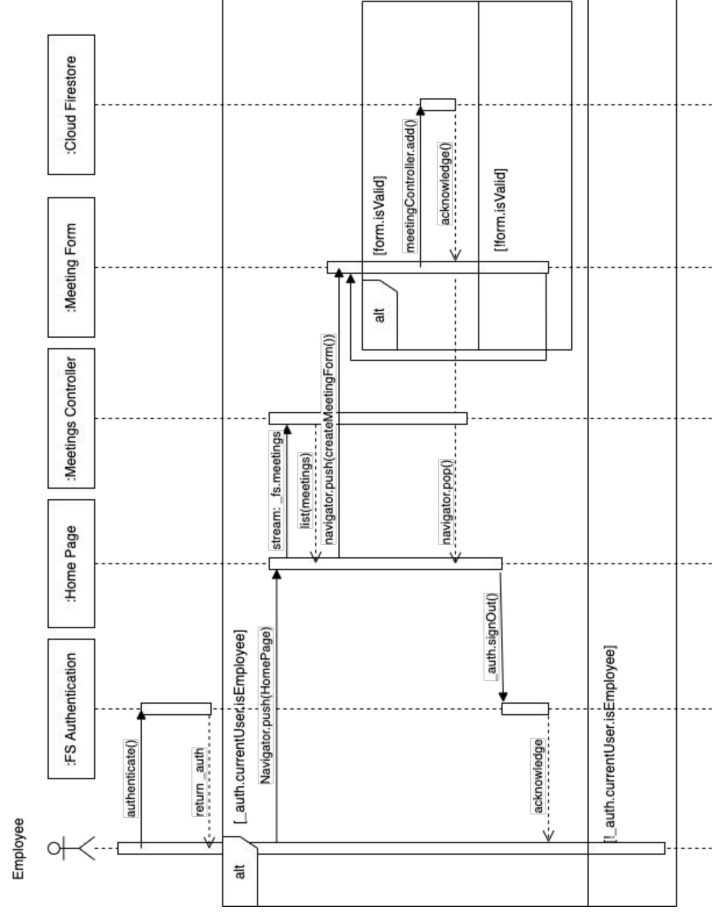 Employee
:FS Authentication
:Home Page
:Meetings Controller
:Meeting Form
:Cloud Firestore
authenticate()
return _auth
alt
[_auth.currentUser.isEmployee]
Navigator.push(HomePage)
stream: _fs.meetings
list(meetings)
navigator.push(createMeetingForm())
alt
[form.isValid]
meetingController.add()
acknowledge()
navigator.pop()
[!form.isValid]
_auth.signOut()
acknowledge
[!_auth.currentUser.isEmployee]